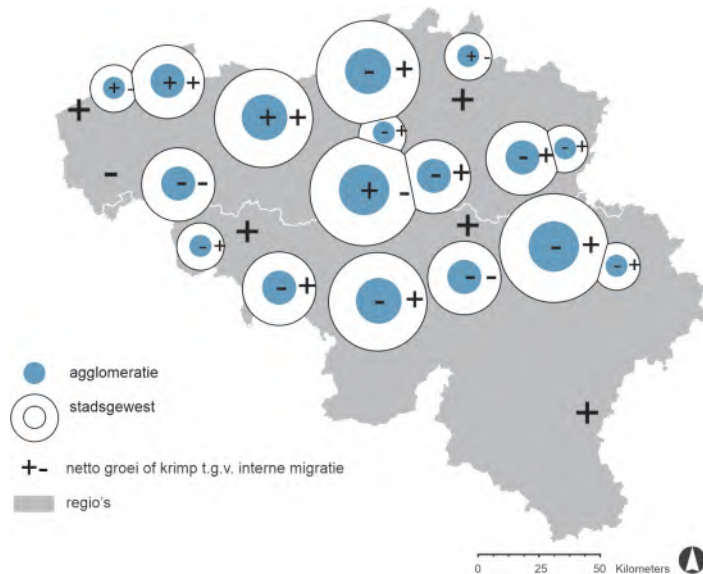 agglomeratie
stadsgewest
+- netto groei of krimp t.g.v. interne migratie
regio's
0 25 50 Kilometers